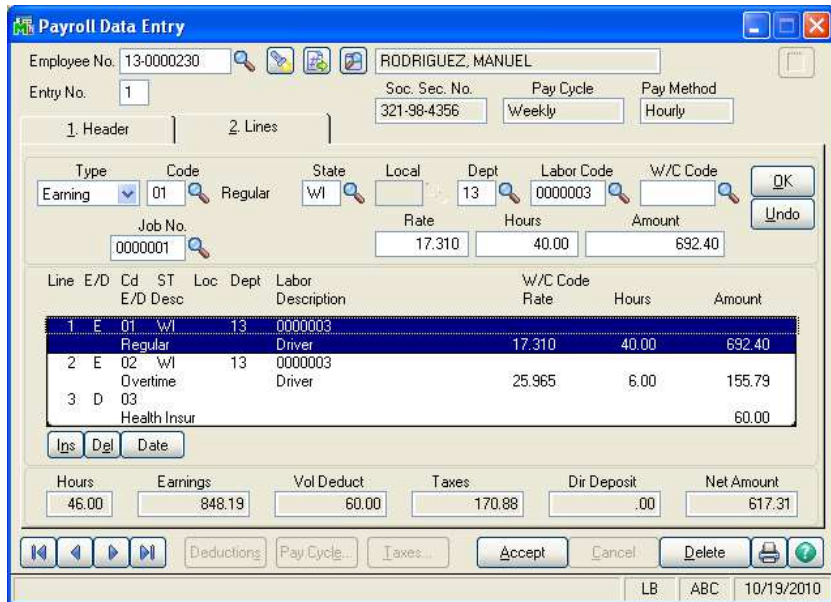 Payroll Data Entry
Employee No. 13-0000230 RODRIGUEZ, MANUEL
Entry No. 1 Soc. Sec. No. Pay Cycle Pay Method
321-98-4356 Weekly Hourly
1. Header 2. Lines
Type Code State Local Dept Labor Code W/C Code
Earning 01 Regular WI 13 0000003 OK
Job No. Rate Hours Amount Undo
0000001 17.310 40.00 692.40
Line E/D Cd ST Loc Dept Labor W/C Code
E/D Desc Description Rate Hours Amount
1 E 01 WI 13 0000003
Regular Driver 17.310 40.00 692.40
2 E 02 WI 13 0000003
Overtime Driver 25.965 6.00 155.79
3 D 03
Health Insur 60.00
Ins Del Date
Hours Earnings Vol Deduct Taxes Dir Deposit Net Amount
46.00 848.19 60.00 170.88 .00 617.31
Deductions Pay Cycle... Taxes... Accept Cancel Delete
LB ABC 10/19/2010